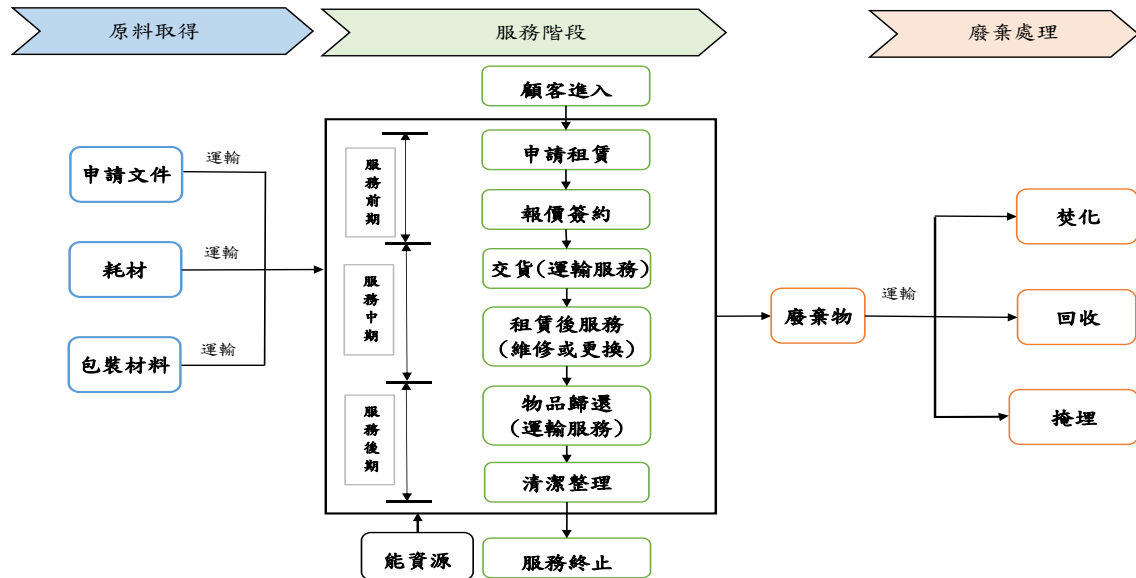 原料取得
服務階段
廢棄處理
顧客進入
申請文件
運輸
耗材
運輸
包裝材料
運輸
服務前期
服務中期
服務後期
申請租賃
報價簽約
交貨(運輸服務)
租賃後服務
(維修或更換)
物品歸還
(運輸服務)
清潔整理
能資源
服務終止
廢棄物
運輸
焚化
回收
掩埋